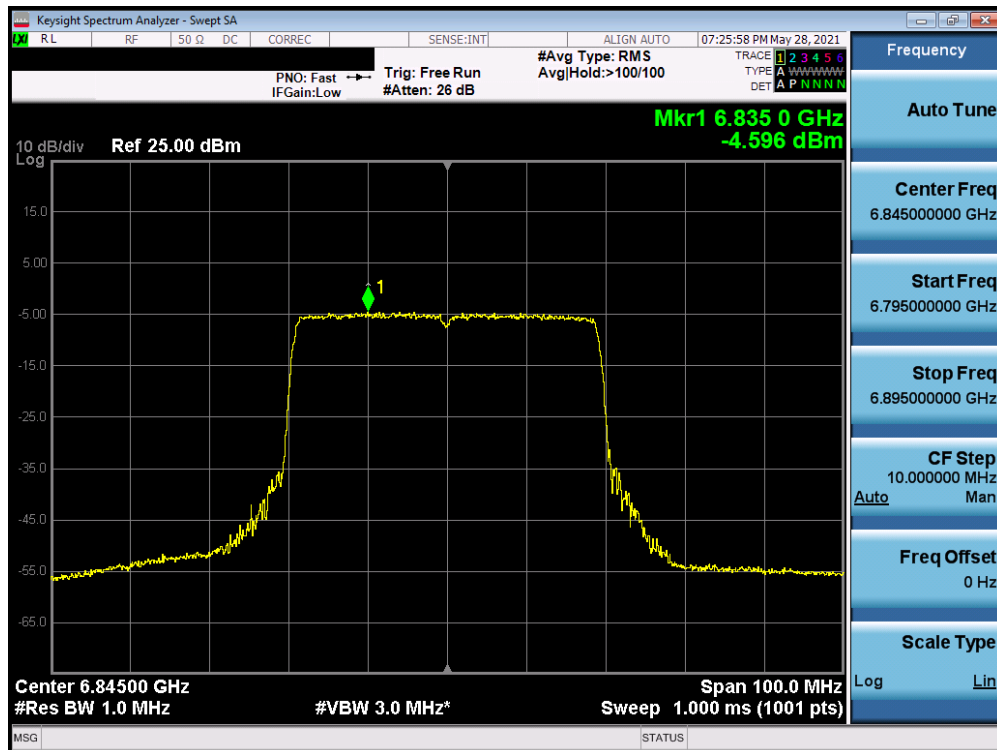 Keysight Spectrum Analyzer - Swept SA
LXI RL RF 50 Ω DC CORREC SENSE:INT ALIGN AUTO 07:25:58 PM May 28, 2021
PNO: Fast
IFGain:Low
Trig: Free Run
#Atten: 26 dB
#Avg Type: RMS
Avg|Hold:>100/100
TRACE 1 2 3 4 5 6
TYPE A WWWWW
DET A P N N N N
Mkr1 6.835 0 GHz
-4.596 dBm
10 dB/div Ref 25.00 dBm
Log
15.0
5.00
-5.00
-15.0
-25.0
-35.0
-45.0
-55.0
-65.0
1
Center 6.84500 GHz Span 100.0 MHz
#Res BW 1.0 MHz #VBW 3.0 MHz* Sweep 1.000 ms (1001 pts)
MSG STATUS
Frequency
Auto Tune
Center Freq
6.845000000 GHz
Start Freq
6.795000000 GHz
Stop Freq
6.895000000 GHz
CF Step
10.000000 MHz
Auto Man
Freq Offset
0 Hz
Scale Type
Log Lin